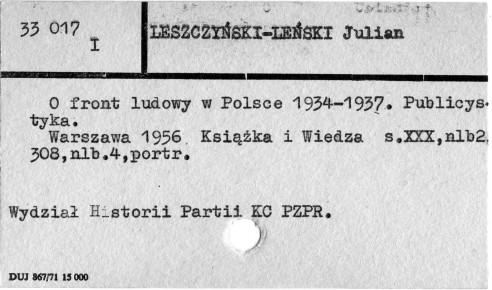 33 017
I
LESZCZYŃSKI-LEŃSKI Julian
O front ludowy w Polsce 1934-1937. Publicys-
tyka.
Warszawa 1956 Książka i Wiedza s.XXX,nlb2,
308,nlb.4,portr.
Wydział Historii Partii KC PZPR.
DUJ 867/71 15 000